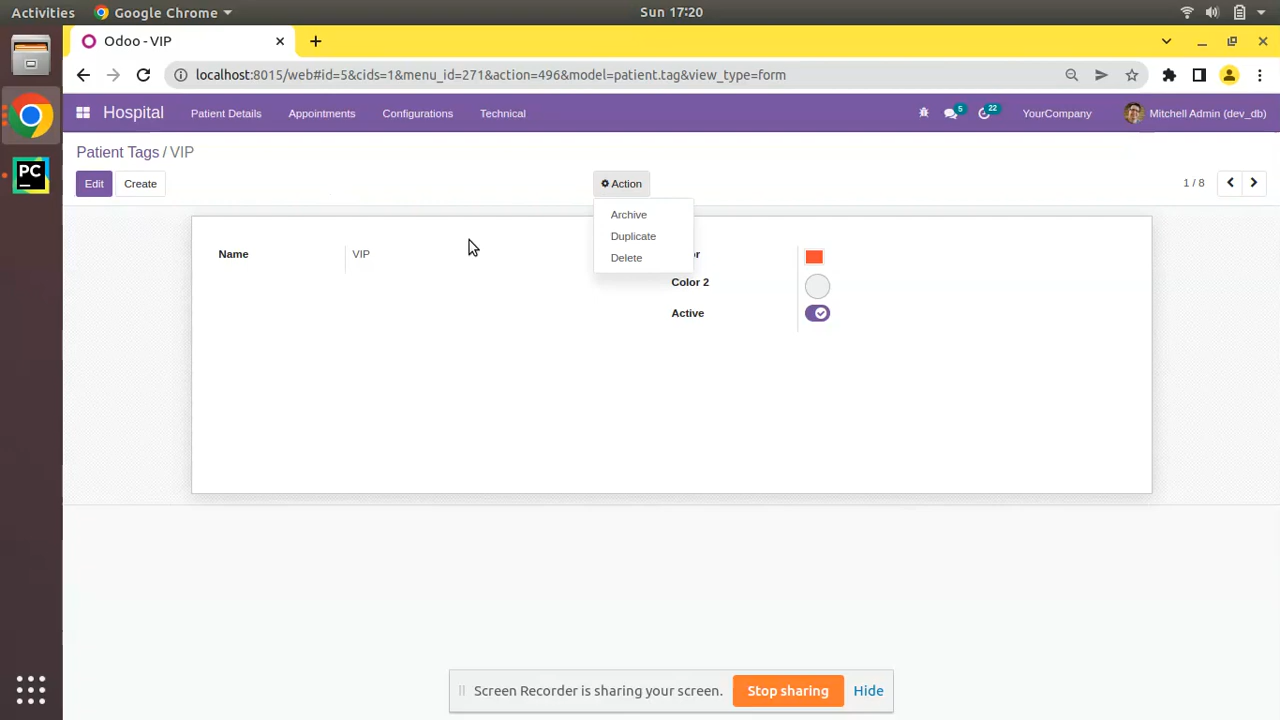 Activities
Google Chrome
Sun 17:20
Odoo - VIP
localhost:8015/web#id=5&cids=1&menu_id=271&action=496&model=patient.tag&view_type=form
Hospital
Patient Details
Appointments
Configurations
Technical
5
22
YourCompany
Mitchell Admin (dev_db)
Patient Tags / VIP
Edit
Create
Action
1 / 8
Archive
Duplicate
Delete
Name
VIP
or
Color 2
Active
PC
Screen Recorder is sharing your screen.
Stop sharing
Hide